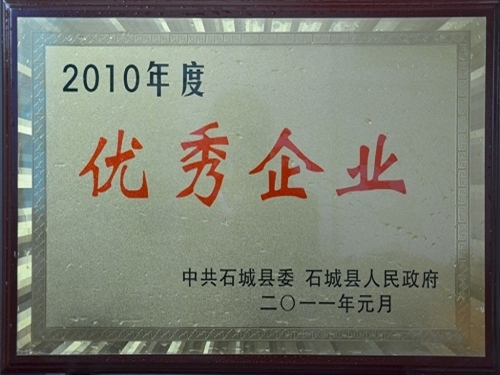 2010年度
优秀企业
中共石城县委 石城县人民政府
二〇一一年元月